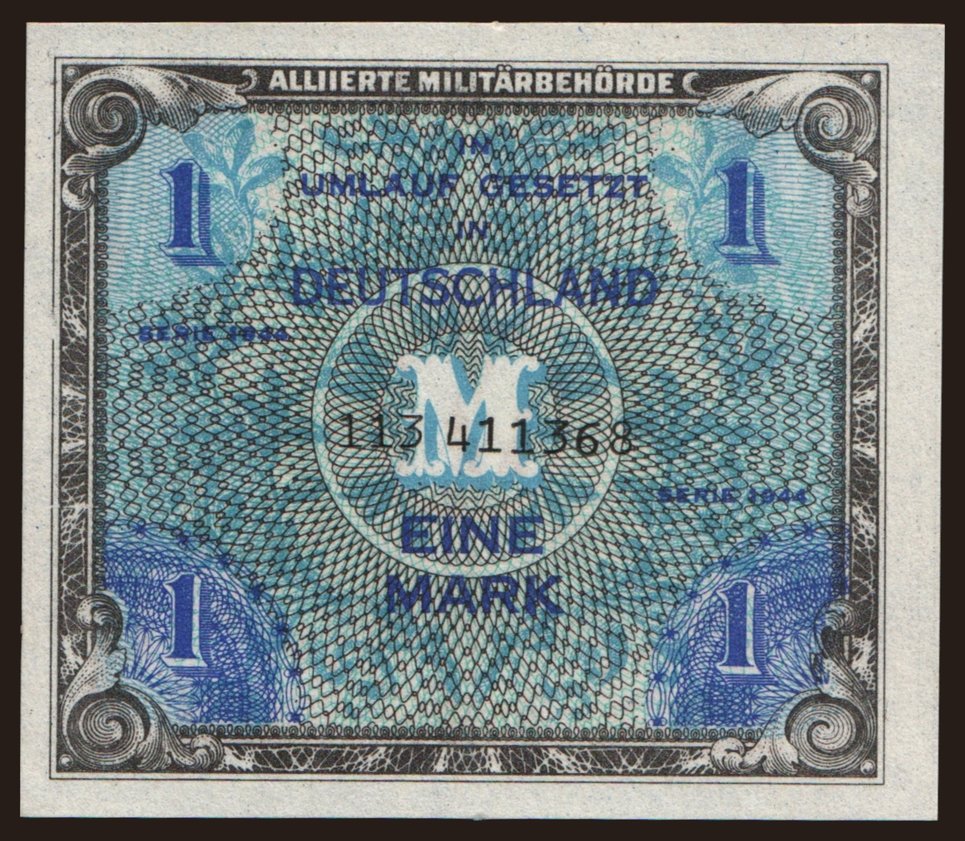 ALLIIERTE MILITÄRBEHÖRDE
1 1
IN
UMLAUF GESETZT
IN
DEUTSCHLAND
SERIE 1944
M
113411368
SERIE 1944
EINE
MARK
1 1